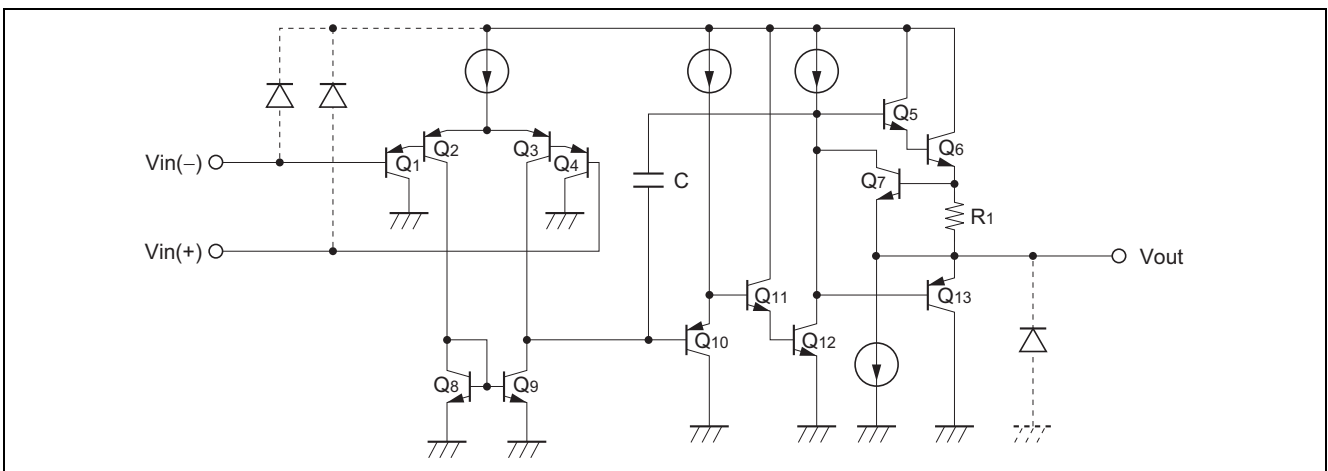 Vin(−)
Vin(+)
Q1
Q2
Q3
Q4
C
Q5
Q6
Q7
R1
Vout
Q8
Q9
Q10
Q11
Q12
Q13